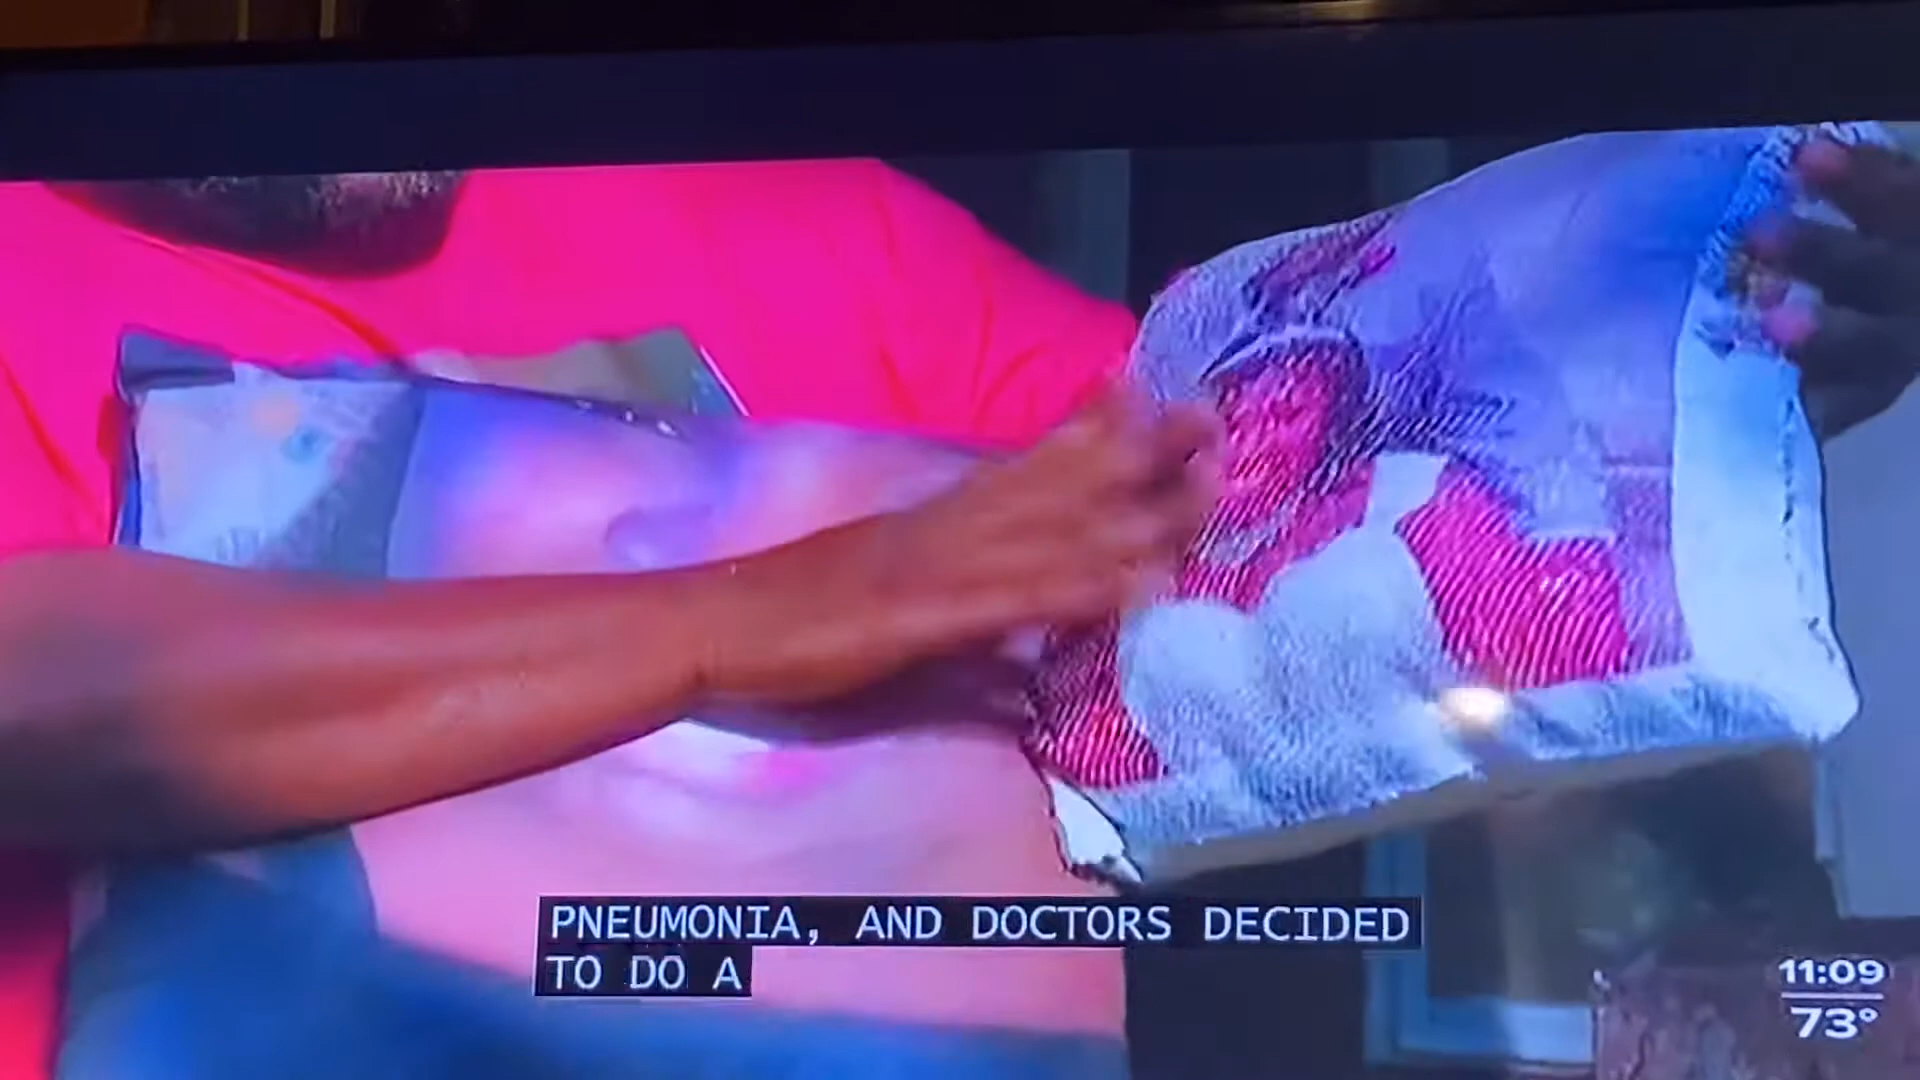 PNEUMONIA, AND DOCTORS DECIDED
TO DO A
11:09
73°